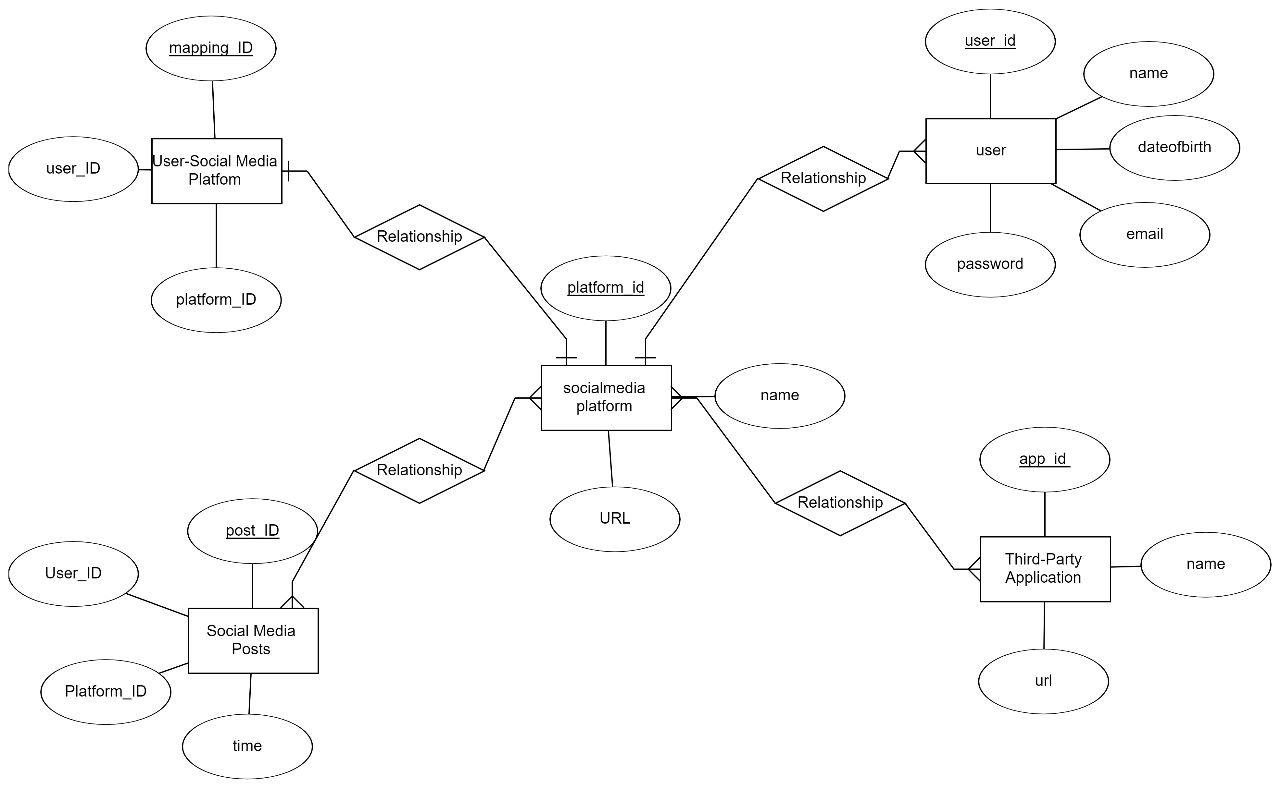 mapping_ID
user_ID
User-Social Media
Platfom
platform_ID
Relationship
user_id
name
dateofbirth
email
password
user
Relationship
platform_id
socialmedia
platform
name
URL
Relationship
post_ID
User_ID
Platform_ID
Social Media
Posts
time
Relationship
app_id
Third-Party
Application
name
url